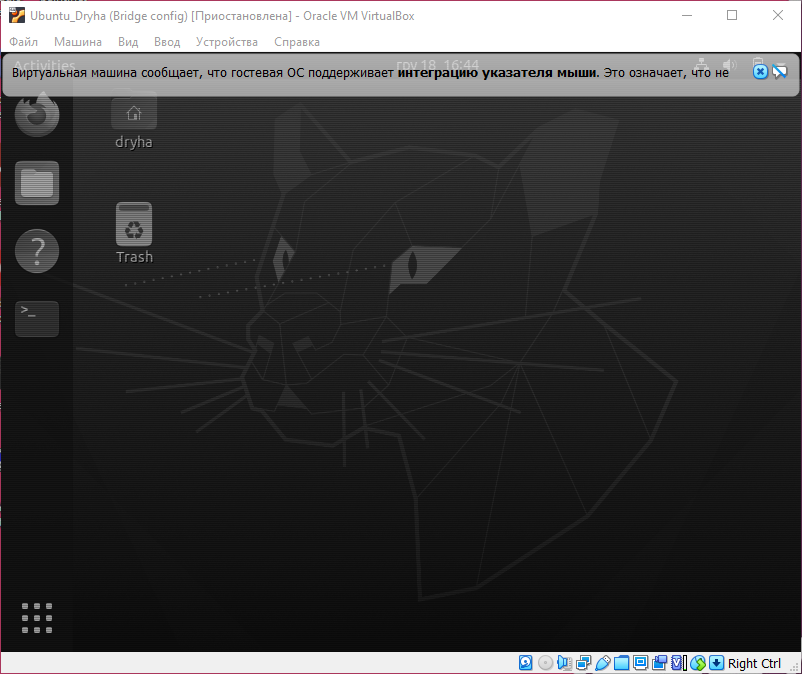 Ubuntu_Dryha (Bridge config) [Приостановлена] - Oracle VM VirtualBox
Файл Машина Вид Ввод Устройства Справка
Activities
гру 18 16:44
Виртуальная машина сообщает, что гостевая ОС поддерживает интеграцию указателя мыши. Это означает, что не
dryha
Trash
?
>_
Right Ctrl